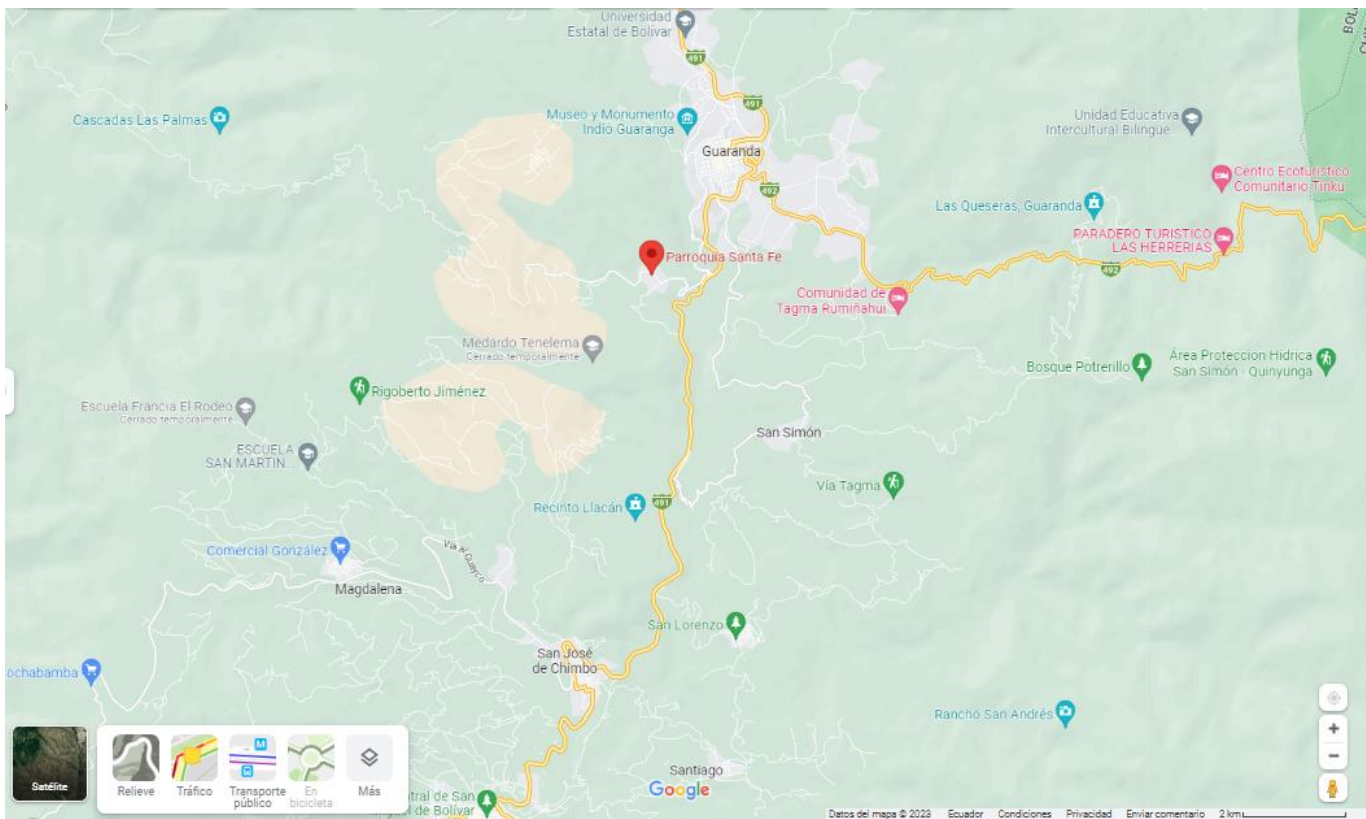 Universidad
Estatal de Bolívar
491
491
Cascadas Las Palmas
Museo y Monumento
Indio Guaranga
Unidad Educativa
Intercultural Bilingüe...
Guaranda
492
Centro Ecoturístico
Comunitario Tinku
Las Queseras, Guaranda
PARADERO TURISTICO
LAS HERRERIAS
Parroquia Santa Fe
492
Comunidad de
Tagma Rumiñahui
Medardo Tenelema
Cerrado temporalmente
Bosque Potrerillo
Área Proteccion Hidrica
San Simón - Quinyunga
Rigoberto Jiménez
Escuela Francia El Rodeo
Cerrado temporalmente
San Simón
ESCUELA
SAN MARTIN...
Vía Tagma
491
Recinto Llacán
Comercial González
Vía al Guayco
Magdalena
San Lorenzo
San José
de Chimbo
ochabamba
Rancho San Andrés
Satélite
Relieve
Tráfico
M
Transporte
público
En
bicicleta
Más
Santiago
Google
tral de San
de Bolívar
Datos del mapa © 2023 Ecuador Condiciones Privacidad Enviar comentario 2 km